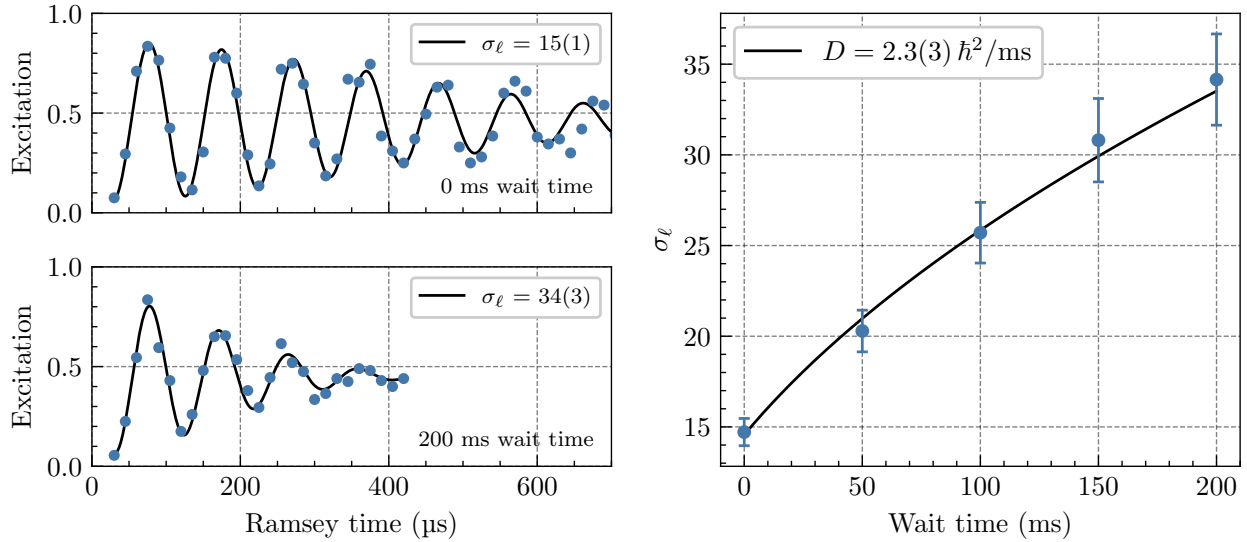 1.0
0.5
0.0
Excitation
σℓ = 15(1)
0 ms wait time
1.0
0.5
0.0
Excitation
σℓ = 34(3)
200 ms wait time
0 200 400 600
Ramsey time (µs)
35
30
25
20
15
σℓ
D = 2.3(3) ℏ²/ms
0 50 100 150 200
Wait time (ms)